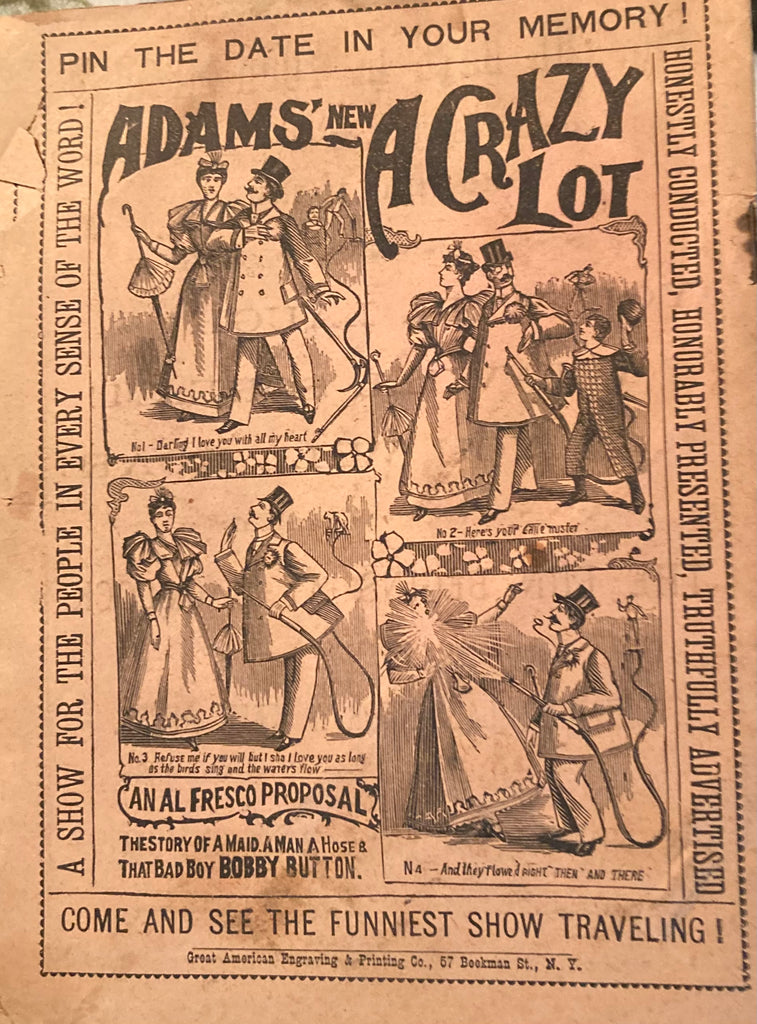 PIN THE DATE IN YOUR MEMORY!
A SHOW FOR THE PEOPLE IN EVERY SENSE OF THE WORD!
HONESTLY CONDUCTED, HONORABLY PRESENTED, TRUTHFULLY ADVERTISED
ADAMS' NEW
A CRAZY
LOT
No1 - Darling I love you with all my heart
No 2 - Here's your cane mister
No. 3. Refuse me if you will but I shal I love you as long
as the birds sing and the waters flow
AN AL FRESCO PROPOSAL
THE STORY OF A MAID. A MAN A HOSE &
THAT BAD BOY BOBBY BUTTON.
N4 - And they flowed RIGHT THEN AND THERE
COME AND SEE THE FUNNIEST SHOW TRAVELING!
Great American Engraving & Printing Co., 57 Beekman St., N. Y.